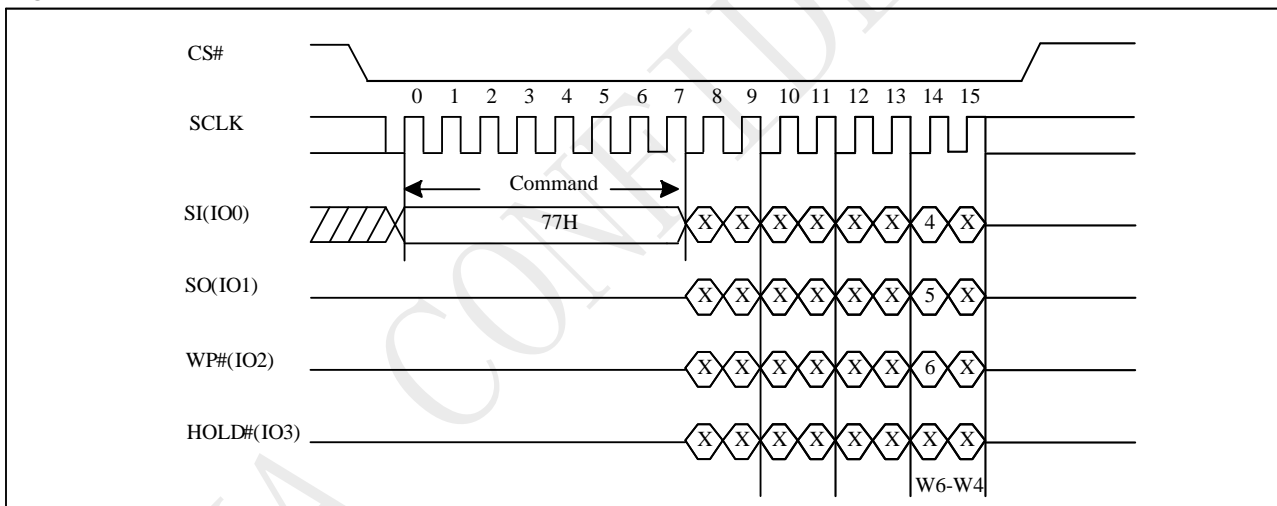 CS#
0 1 2 3 4 5 6 7 8 9 10 11 12 13 14 15
SCLK
Command
SI(IO0) 77H X X X X X X 4 X
SO(IO1) X X X X X X 5 X
WP#(IO2) X X X X X X 6 X
HOLD#(IO3) X X X X X X X X
W6-W4